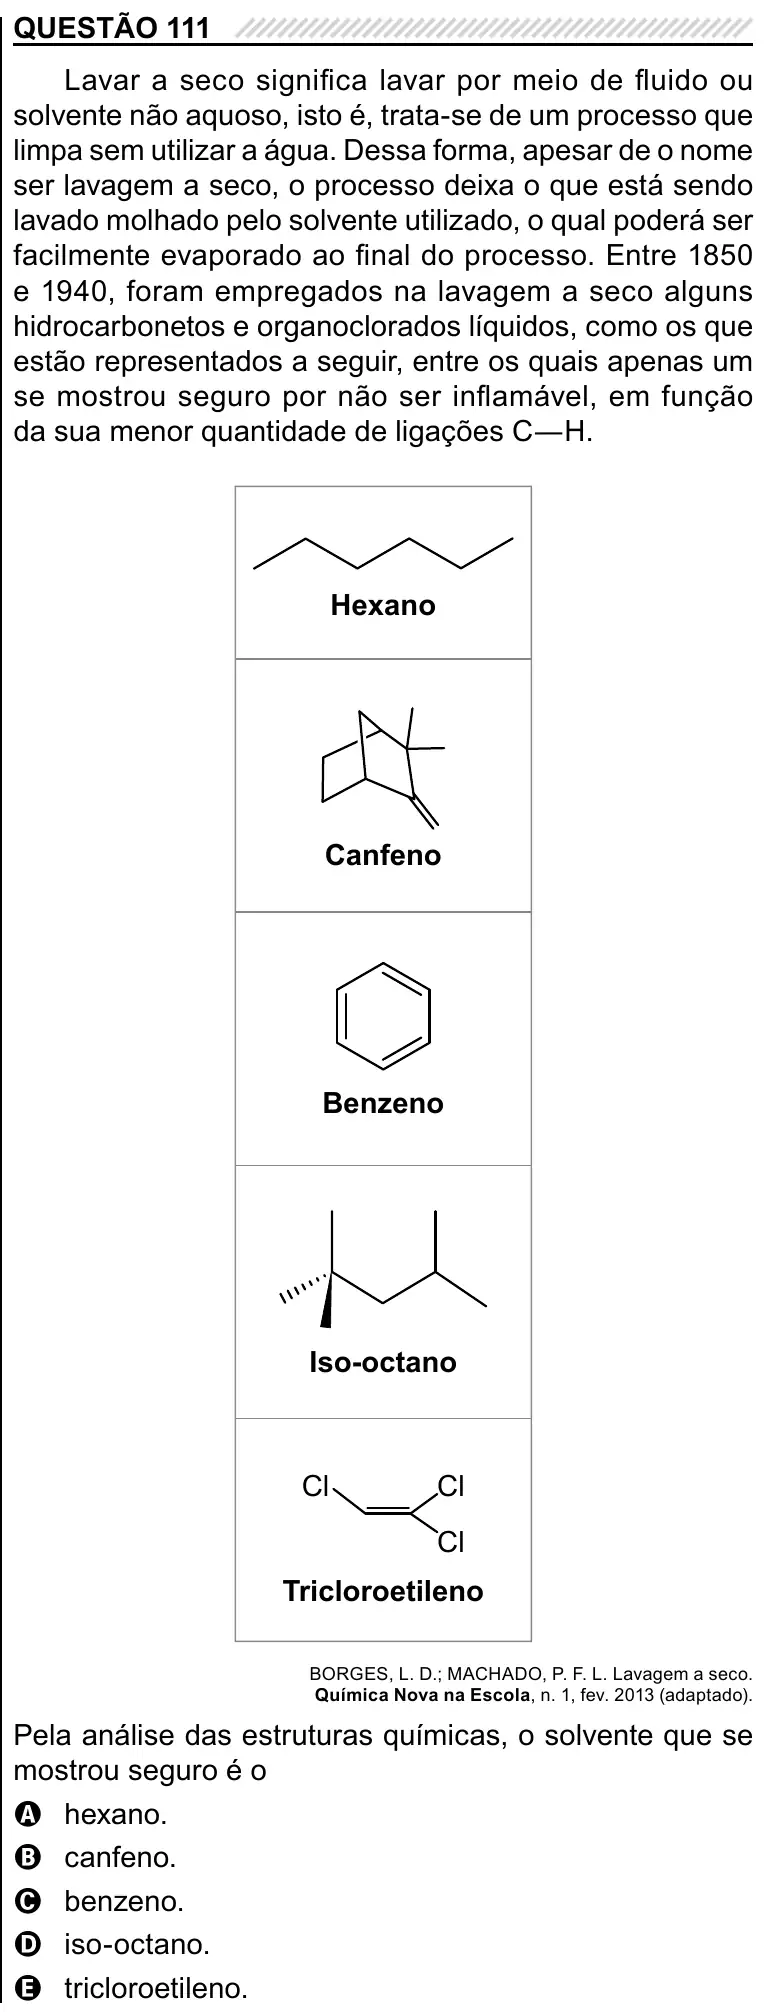 QUESTÃO 111
Lavar a seco significa lavar por meio de fluido ou
solvente não aquoso, isto é, trata-se de um processo que
limpa sem utilizar a água. Dessa forma, apesar de o nome
ser lavagem a seco, o processo deixa o que está sendo
lavado molhado pelo solvente utilizado, o qual poderá ser
facilmente evaporado ao final do processo. Entre 1850
e 1940, foram empregados na lavagem a seco alguns
hidrocarbonetos e organoclorados líquidos, como os que
estão representados a seguir, entre os quais apenas um
se mostrou seguro por não ser inflamável, em função
da sua menor quantidade de ligações C—H.
Hexano
Canfeno
Benzeno
Iso-octano
Cl Cl
Cl
Tricloroetileno
BORGES, L. D.; MACHADO, P. F. L. Lavagem a seco.
Química Nova na Escola, n. 1, fev. 2013 (adaptado).
Pela análise das estruturas químicas, o solvente que se
mostrou seguro é o
A hexano.
B canfeno.
C benzeno.
D iso-octano.
E tricloroetileno.